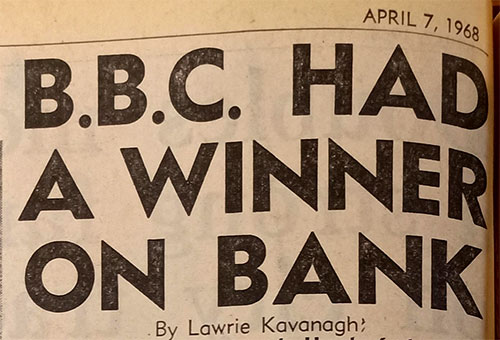 APRIL 7, 1968
B.B.C. HAD
A WINNER
ON BANK
By Lawrie Kavanagh